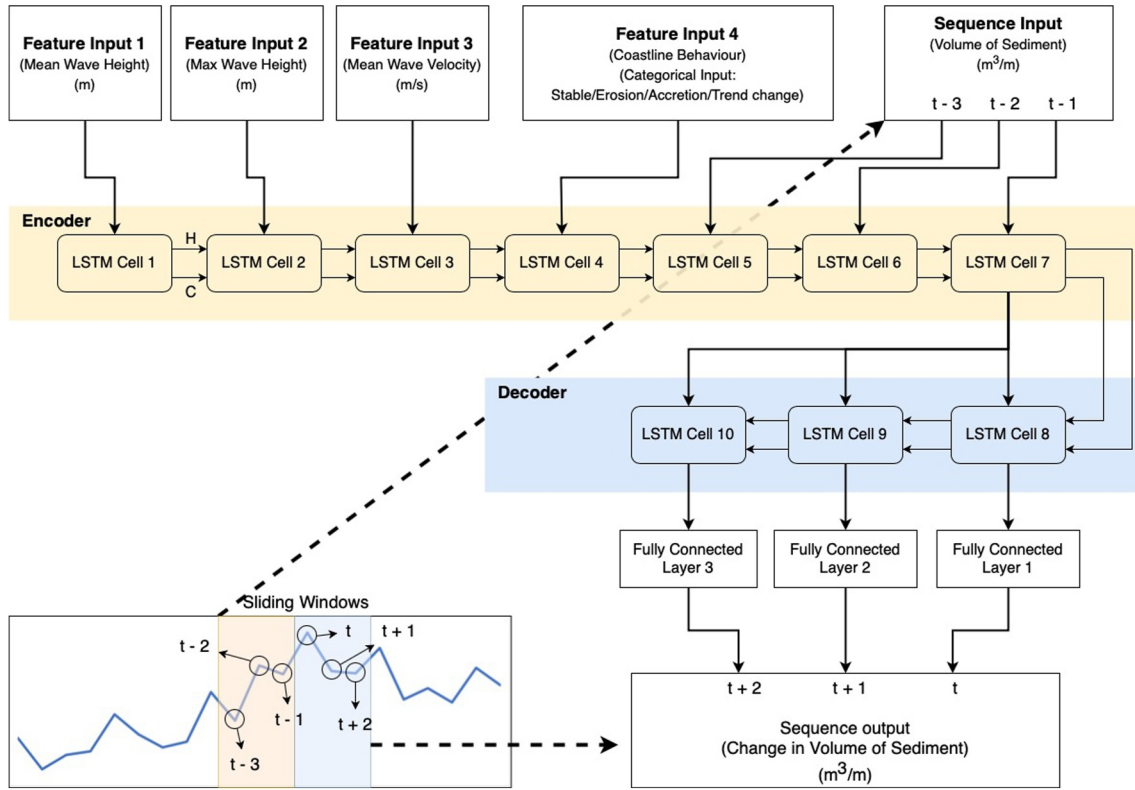 Feature Input 1
(Mean Wave Height)
(m)
Feature Input 2
(Max Wave Height)
(m)
Feature Input 3
(Mean Wave Velocity)
(m/s)
Feature Input 4
(Coastline Behaviour)
(Categorical Input:
Stable/Erosion/Accretion/Trend change)
Sequence Input
(Volume of Sediment)
(m³/m)
t - 3 t - 2 t - 1
Encoder
H
C
LSTM Cell 1
LSTM Cell 2
LSTM Cell 3
LSTM Cell 4
LSTM Cell 5
LSTM Cell 6
LSTM Cell 7
Decoder
LSTM Cell 10
LSTM Cell 9
LSTM Cell 8
Fully Connected
Layer 3
Fully Connected
Layer 2
Fully Connected
Layer 1
Sliding Windows
t - 2
t
t + 1
t - 1
t + 2
t - 3
t + 2 t + 1 t
Sequence output
(Change in Volume of Sediment)
(m³/m)